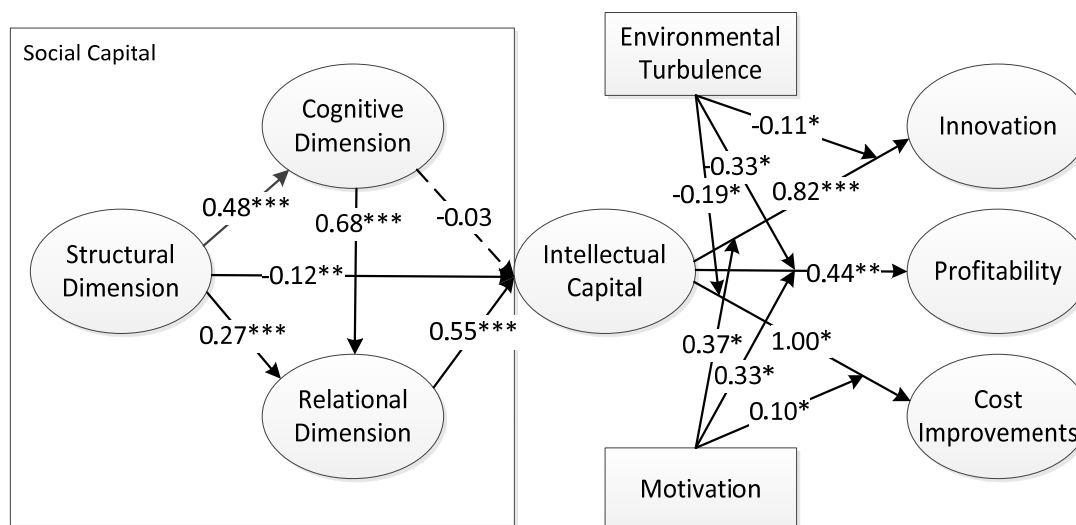 Social Capital
Cognitive
Dimension
Structural
Dimension
Relational
Dimension
0.48***
0.68***
-0.03
-0.12**
0.27***
0.55***
Intellectual
Capital
Environmental
Turbulence
Motivation
-0.11*
-0.33*
-0.19*
0.82***
0.44**
1.00*
0.37*
0.33*
0.10*
Innovation
Profitability
Cost
Improvements